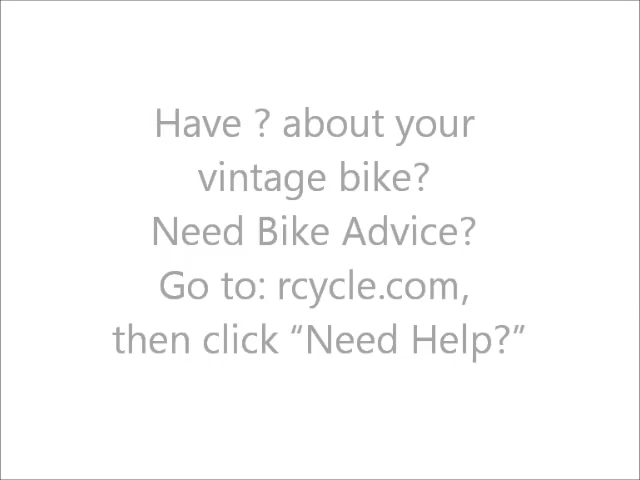 Have ? about your
vintage bike?
Need Bike Advice?
Go to: rcycle.com,
then click “Need Help?”